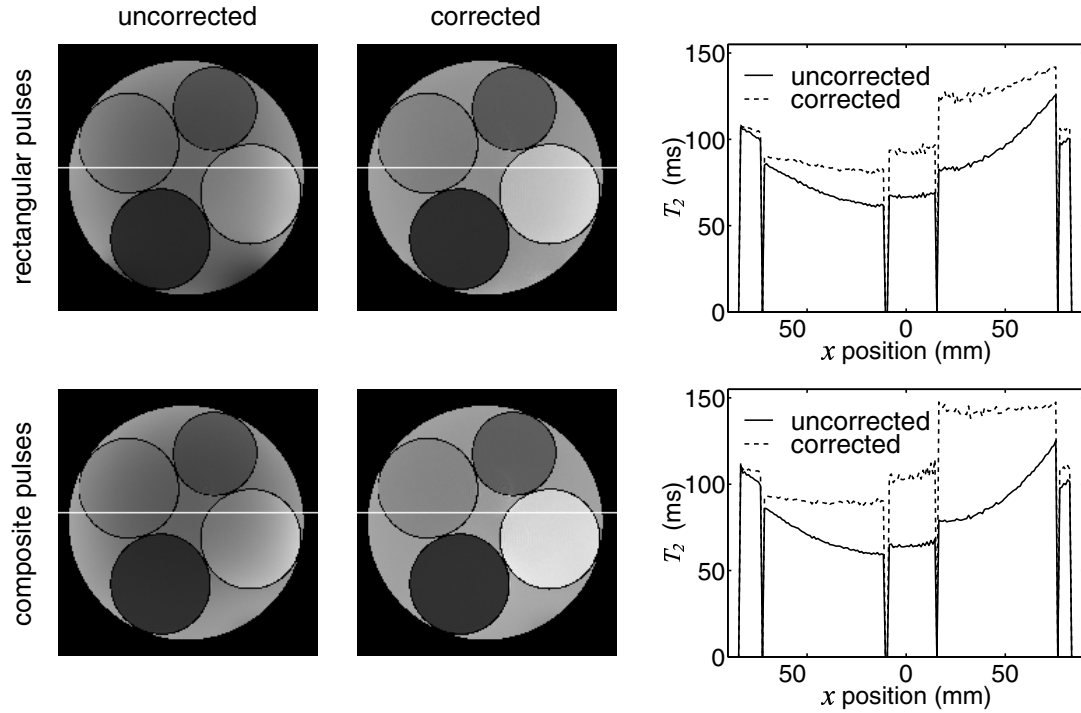 uncorrected
corrected
rectangular pulses
150
100
50
0
T2 (ms)
uncorrected
corrected
50
0
50
x position (mm)
composite pulses
150
100
50
0
T2 (ms)
uncorrected
corrected
50
0
50
x position (mm)